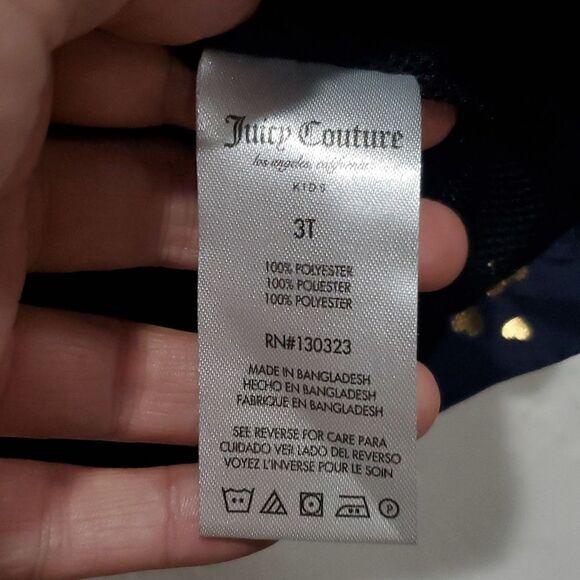 Juicy Couture
los angeles, california
KIDS
3T
100% POLYESTER
100% POLIESTER
100% POLYESTER
RN#130323
MADE IN BANGLADESH
HECHO EN BANGLADESH
FABRIQUE EN BANGLADESH
SEE REVERSE FOR CARE PARA
CUIDADO VER LADO DEL REVERSO
VOYEZ L'INVERSE POUR LE SOIN
P